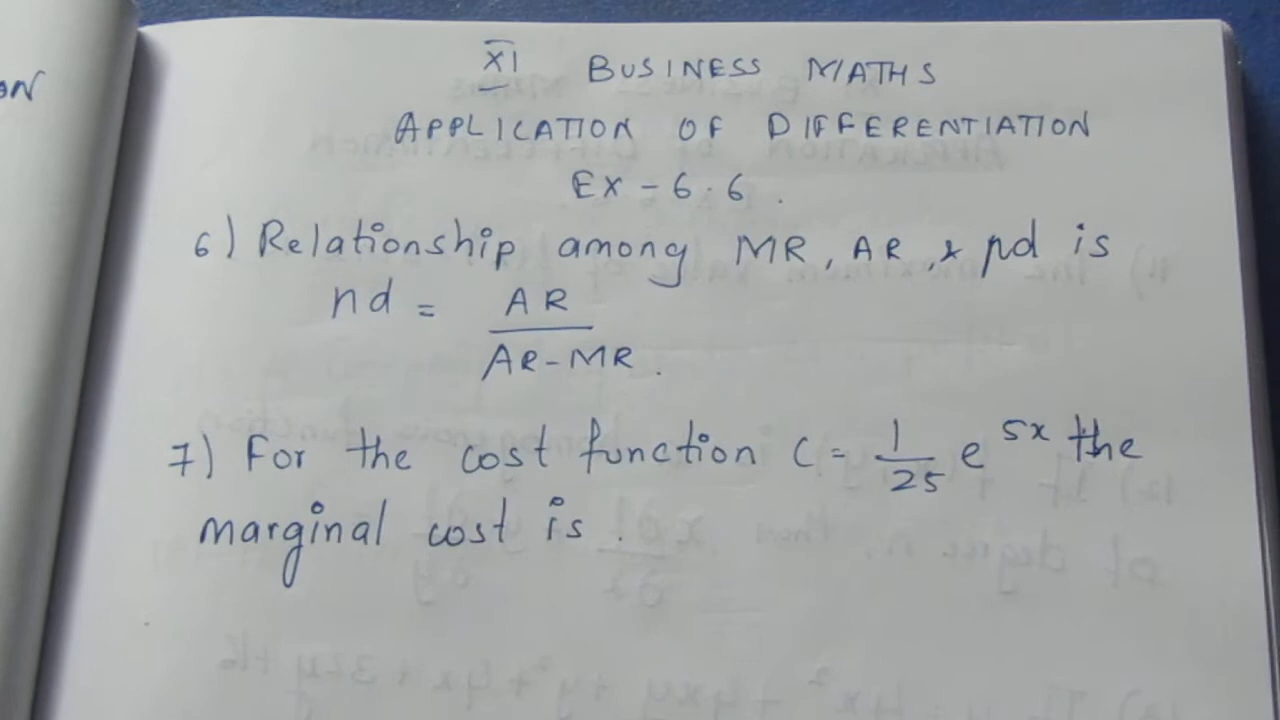 ON
XI BUSINESS MATHS
APPLICATION OF DIFFERENTIATION
EX - 6.6.
6) Relationship among MR, AR, & ηd is
ηd = AR
AR-MR.
7) For the cost function C = 1/25 e^5x the
marginal cost is.